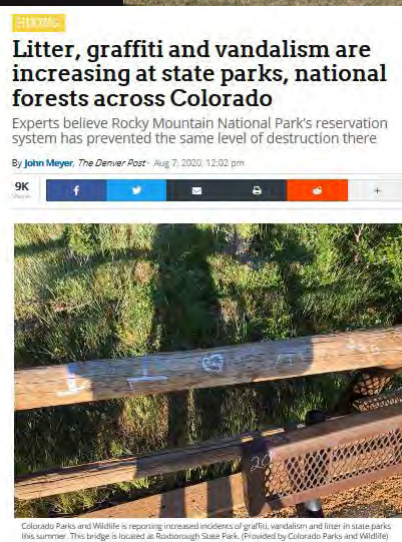 HIKING
Litter, graffiti and vandalism are
increasing at state parks, national
forests across Colorado
Experts believe Rocky Mountain National Park's reservation
system has prevented the same level of destruction there
By John Meyer, The Denver Post - Aug 7, 2020, 12:02 pm
9K
Colorado Parks and Wildlife is reporting increased incidents of graffiti, vandalism and litter in state parks
this summer. This bridge is located at Roxborough State Park. (Provided by Colorado Parks and Wildlife)